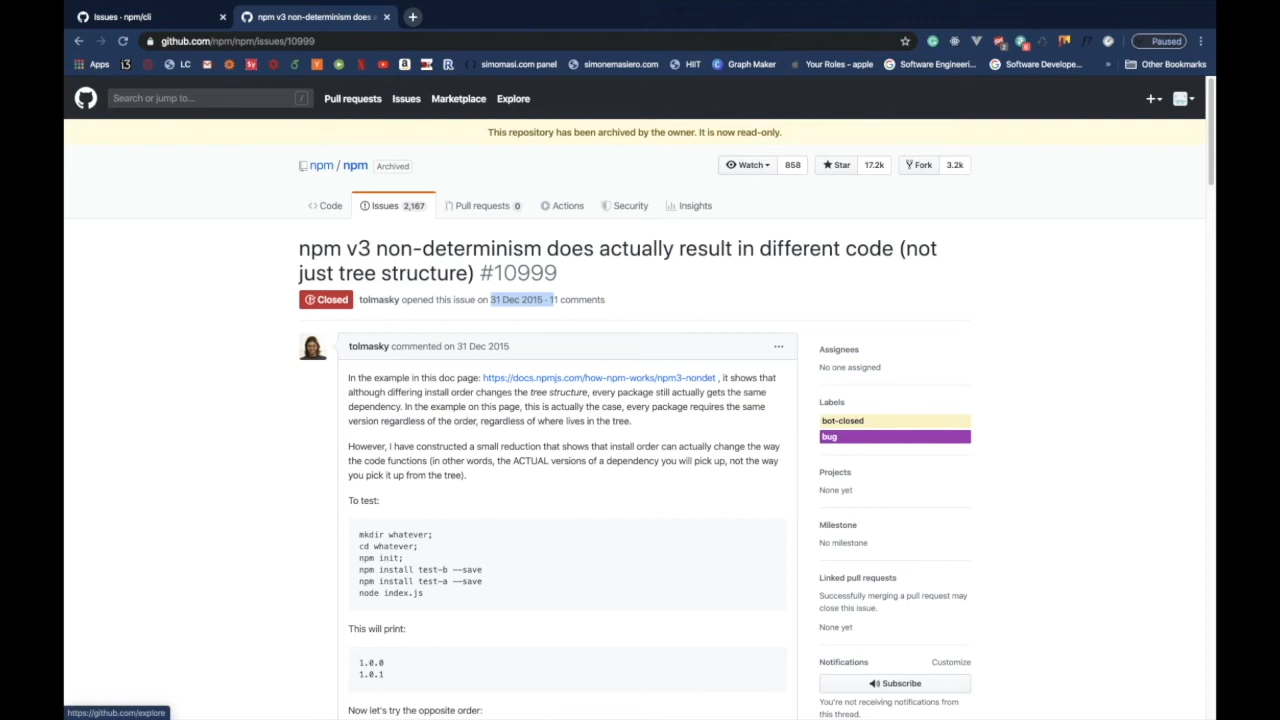 Issues · npm/cli
npm v3 non-determinism does a
github.com/npm/npm/issues/10999
Paused
Apps
LC
simomasi.com panel
simonemasiero.com
HIIT
Graph Maker
Your Roles - apple
Software Engineeri...
Software Develope...
»
Other Bookmarks
Search or jump to...
/
Pull requests
Issues
Marketplace
Explore
This repository has been archived by the owner. It is now read-only.
npm / npm Archived
Watch 858
Star 17.2k
Fork 3.2k
Code
Issues 2,167
Pull requests 0
Actions
Security
Insights
npm v3 non-determinism does actually result in different code (not
just tree structure) #10999
Closed tolmasky opened this issue on 31 Dec 2015 · 11 comments
tolmasky commented on 31 Dec 2015
In the example in this doc page: https://docs.npmjs.com/how-npm-works/npm3-nondet , it shows that
although differing install order changes the tree structure, every package still actually gets the same
dependency. In the example on this page, this is actually the case, every package requires the same
version regardless of the order, regardless of where lives in the tree.
However, I have constructed a small reduction that shows that install order can actually change the way
the code functions (in other words, the ACTUAL versions of a dependency you will pick up, not the way
you pick it up from the tree).
To test:
mkdir whatever;
cd whatever;
npm init;
npm install test-b --save
npm install test-a --save
node index.js
This will print:
1.0.0
1.0.1
Now let's try the opposite order:
Assignees
No one assigned
Labels
bot-closed
bug
Projects
None yet
Milestone
No milestone
Linked pull requests
Successfully merging a pull request may
close this issue.
None yet
Notifications
Customize
Subscribe
You're not receiving notifications from
this thread.
https://github.com/explore